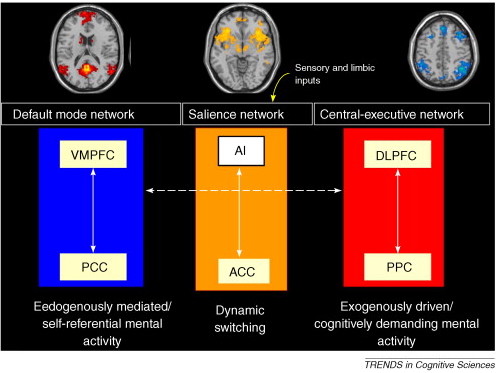 Sensory and limbic
inputs
Default mode network
Salience network
Central-executive network
VMPFC
AI
DLPFC
PCC
ACC
PPC
Eedogenously mediated/
self-referential mental
activity
Dynamic
switching
Exogenously driven/
cognitively demanding mental
activity
TRENDS in Cognitive Sciences